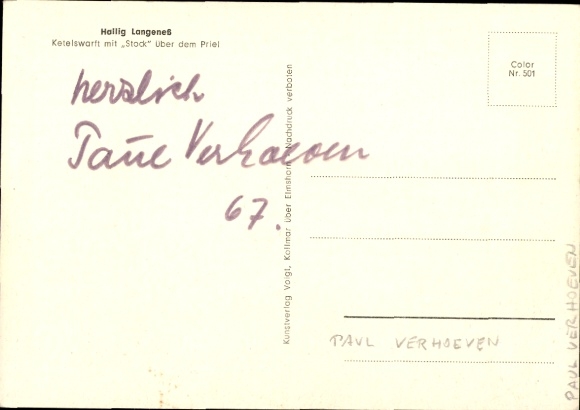 Hallig Langeneß
Ketelswarft mit „Stock" über dem Priel
Color
Nr. 501
herzlich
Paul Verhoeven
67.
Kunstverlag Voigt, Kollmar über Elmshorn Nachdruck verboten
PAUL VERHOEVEN
PAUL VERHOEVEN